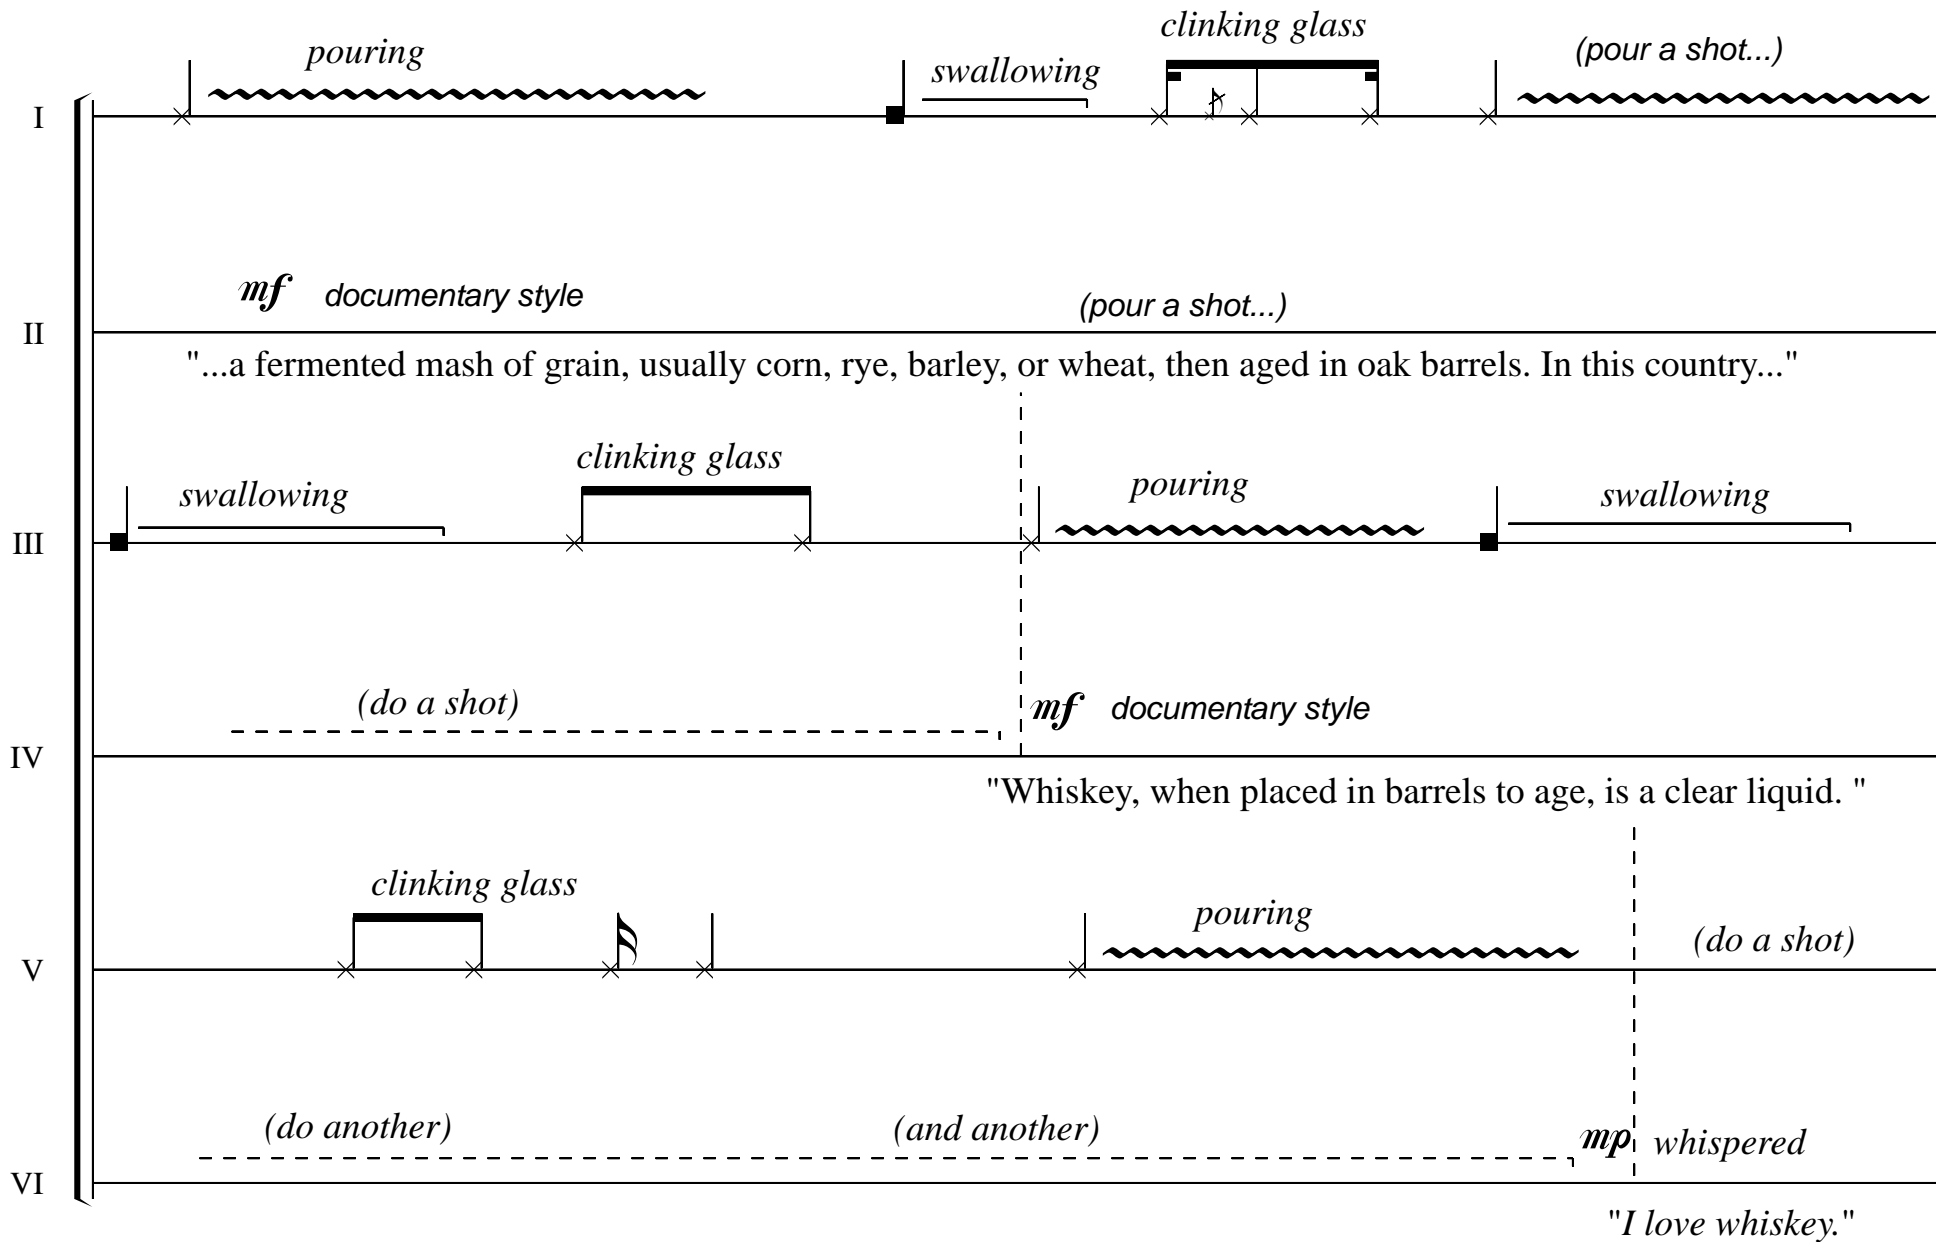 clinking glass
pouring
swallowing
(pour a shot...)
I
mf documentary style
(pour a shot...)
II
"...a fermented mash of grain, usually corn, rye, barley, or wheat, then aged in oak barrels. In this country..."
clinking glass
swallowing
pouring
swallowing
III
(do a shot)
mf documentary style
IV
"Whiskey, when placed in barrels to age, is a clear liquid. "
clinking glass
pouring
(do a shot)
V
(do another)
(and another)
mp whispered
VI
"I love whiskey."